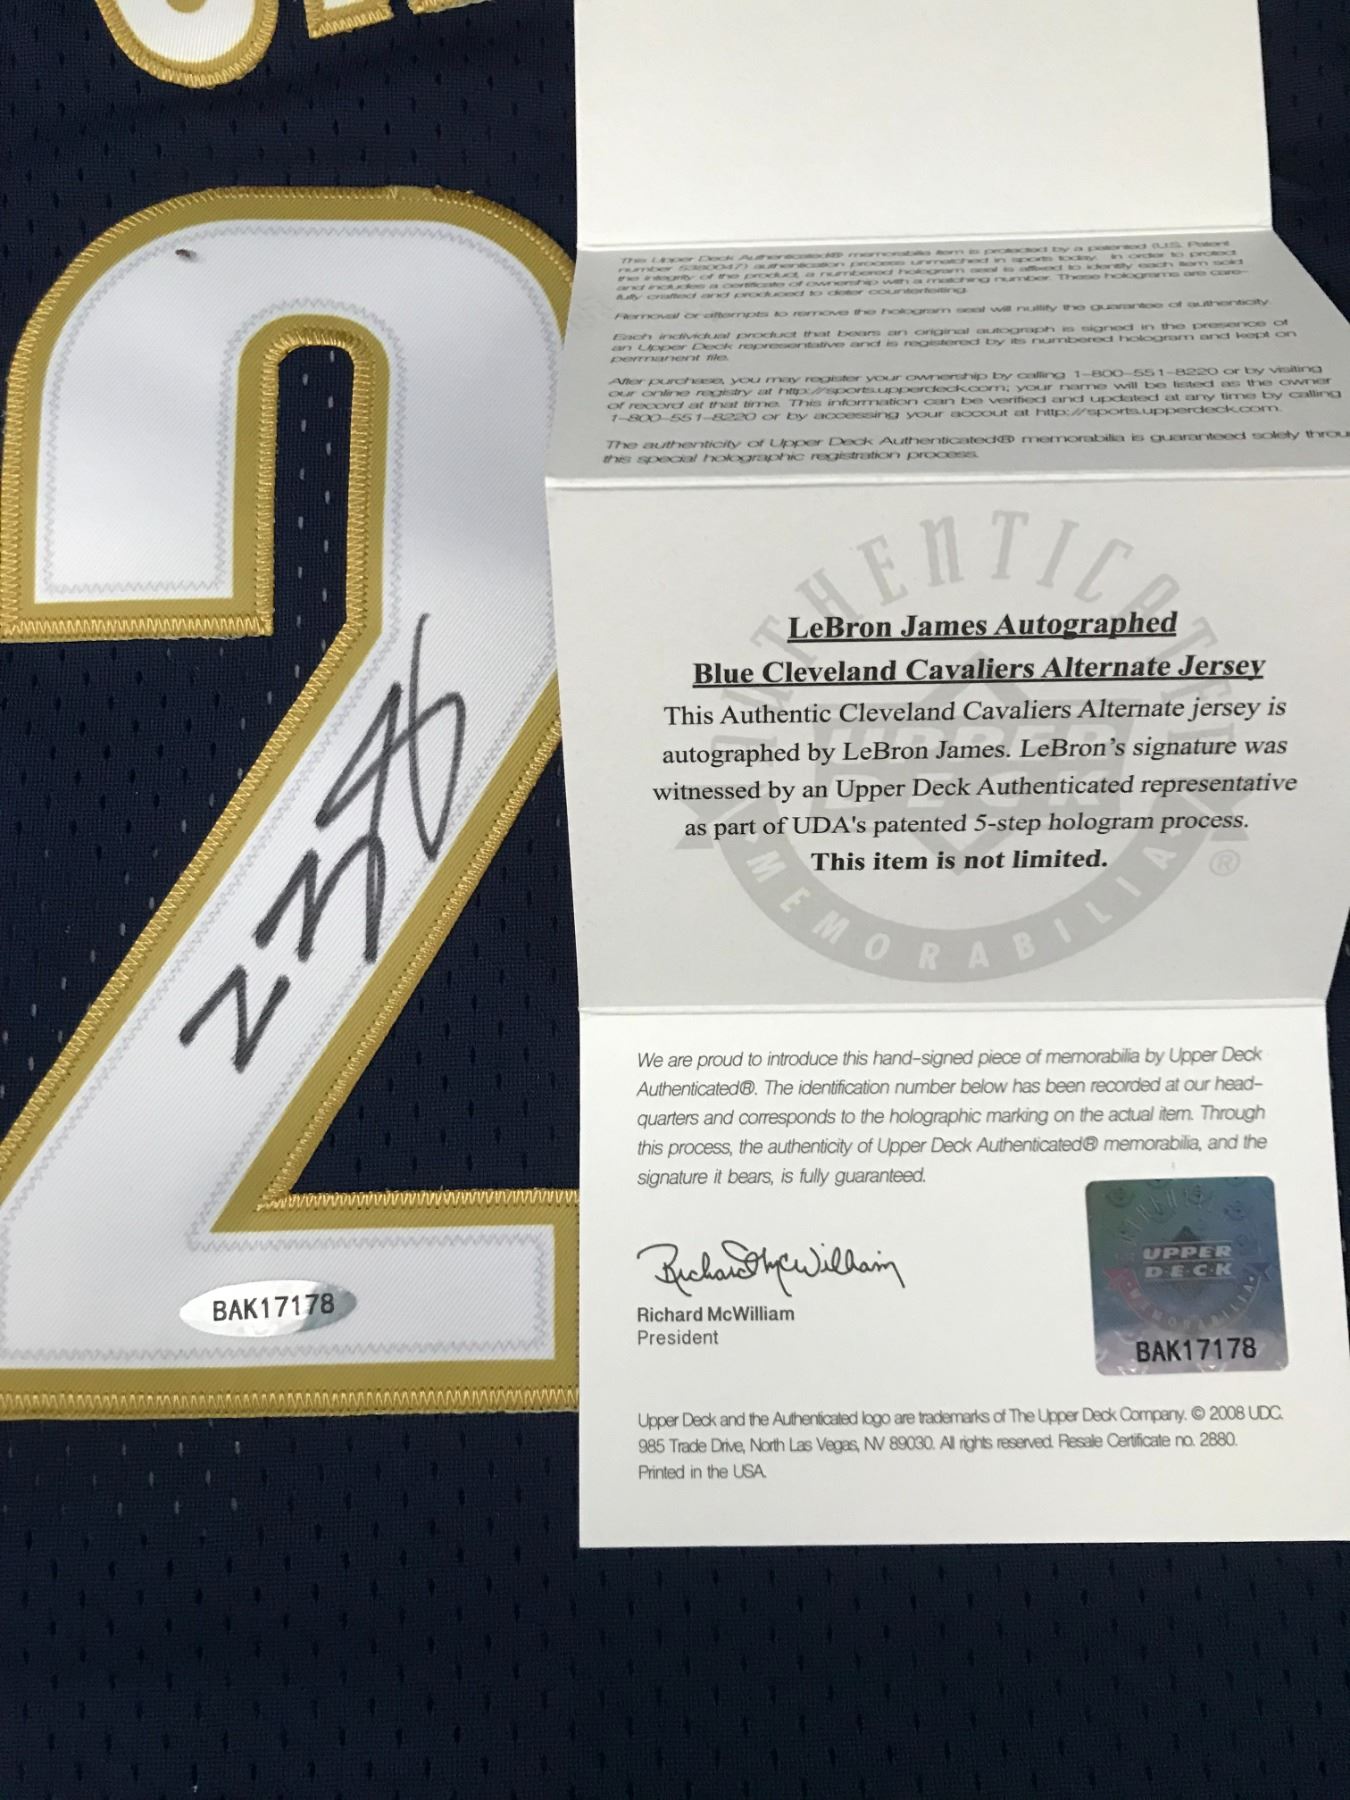 This Upper Deck Authenticated® memorabilia item is protected by a patented (U.S. Patent
number 5380047) authentication process unmatched in sports today. In order to protect
the integrity of the product, a numbered hologram seal is affixed to identify each item sold
and includes a certificate of ownership with a matching number. These holograms are care-
fully crafted and produced to deter counterfeiting.
Removal or attempts to remove the hologram seal will nullify the guarantee of authenticity.
Each individual product that bears an original autograph is signed in the presence of
an Upper Deck representative and is registered by its numbered hologram and kept on
permanent file.
After purchase, you may register your ownership by calling 1-800-551-8220 or by visiting
our online registry at http://sports.upperdeck.com; your name will be listed as the owner
of record at that time. This information can be verified and updated at any time by calling
1-800-551-8220 or by accessing your accout at http://sports.upperdeck.com.
The authenticity of Upper Deck Authenticated® memorabilia is guaranteed solely throu
this special holographic registration process.
AUTHENTICATED
LeBron James Autographed
Blue Cleveland Cavaliers Alternate Jersey
This Authentic Cleveland Cavaliers Alternate jersey is
autographed by LeBron James. LeBron's signature was
witnessed by an Upper Deck Authenticated representative
as part of UDA's patented 5-step hologram process.
This item is not limited.
UPPER
DECK
MEMORABILIA ®
We are proud to introduce this hand-signed piece of memorabilia by Upper Deck
Authenticated®. The identification number below has been recorded at our head-
quarters and corresponds to the holographic marking on the actual item. Through
this process, the authenticity of Upper Deck Authenticated® memorabilia, and the
signature it bears, is fully guaranteed.
Richard McWilliam
Richard McWilliam
President
UPPER
DECK
MEMORABILIA
BAK17178
Upper Deck and the Authenticated logo are trademarks of The Upper Deck Company. © 2008 UDC.
985 Trade Drive, North Las Vegas, NV 89030. All rights reserved. Resale Certificate no. 2880.
Printed in the USA.
2
BAK17178